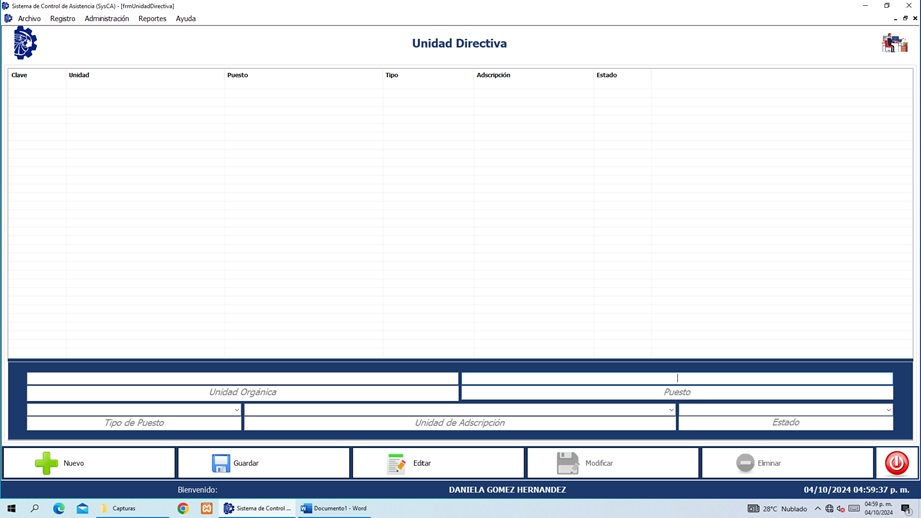 Sistema de Control de Asistencia (SysCA) - [frmUnidadDirectiva]
Archivo Registro Administración Reportes Ayuda
Unidad Directiva
Clave Unidad Puesto Tipo Adscripción Estado
Unidad Orgánica Puesto
Tipo de Puesto Unidad de Adscripción Estado
Nuevo Guardar Editar Modificar Eliminar
Bienvenido: DANIELA GOMEZ HERNANDEZ 04/10/2024 04:59:37 p. m.
Capturas Sistema de Control ... Documento1 - Word 28°C Nublado 04:59 p. m.
04/10/2024